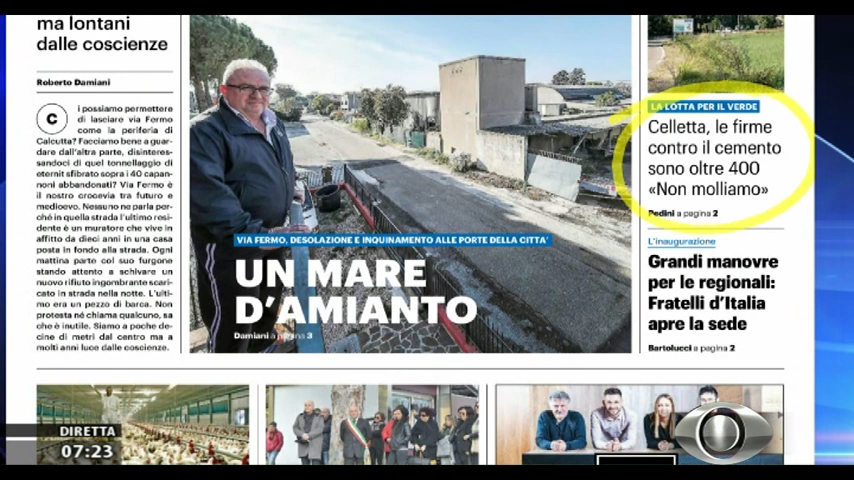 ma lontani
dalle coscienze
Roberto Damiani
C
i possiamo permettere
di lasciare via Fermo
come la periferia di
Calcutta? Facciamo bene a guar-
dare dall'altra parte, disinteres-
sandoci di quel tonnellaggio di
eternit sfibrato sopra i 40 capan-
noni abbandonati? Via Fermo è
il nostro crocevia tra futuro e
medioevo. Nessuno ne parla per-
ché in quella strada l'ultimo resi-
dente è un muratore che vive in
affitto da dieci anni in una casa
posta in fondo alla strada. Ogni
mattina parte col suo furgone
stando attento a schivare un
nuovo rifiuto ingombrante scari-
cato in strada nella notte. L'ulti-
mo era un pezzo di barca. Non
protesta né chiama qualcuno, sa
che è inutile. Siamo a poche de-
cine di metri dal centro ma a
molti anni luce dalle coscienze.
VIA FERMO, DESOLAZIONE E INQUINAMENTO ALLE PORTE DELLA CITTA'
UN MARE
D'AMIANTO
Damiani a pagina 3
LA LOTTA PER IL VERDE
Celletta, le firme
contro il cemento
sono oltre 400
«Non molliamo»
Pedini a pagina 2
L'inaugurazione
Grandi manovre
per le regionali:
Fratelli d'Italia
apre la sede
Bartolucci a pagina 2
DIRETTA
07:23